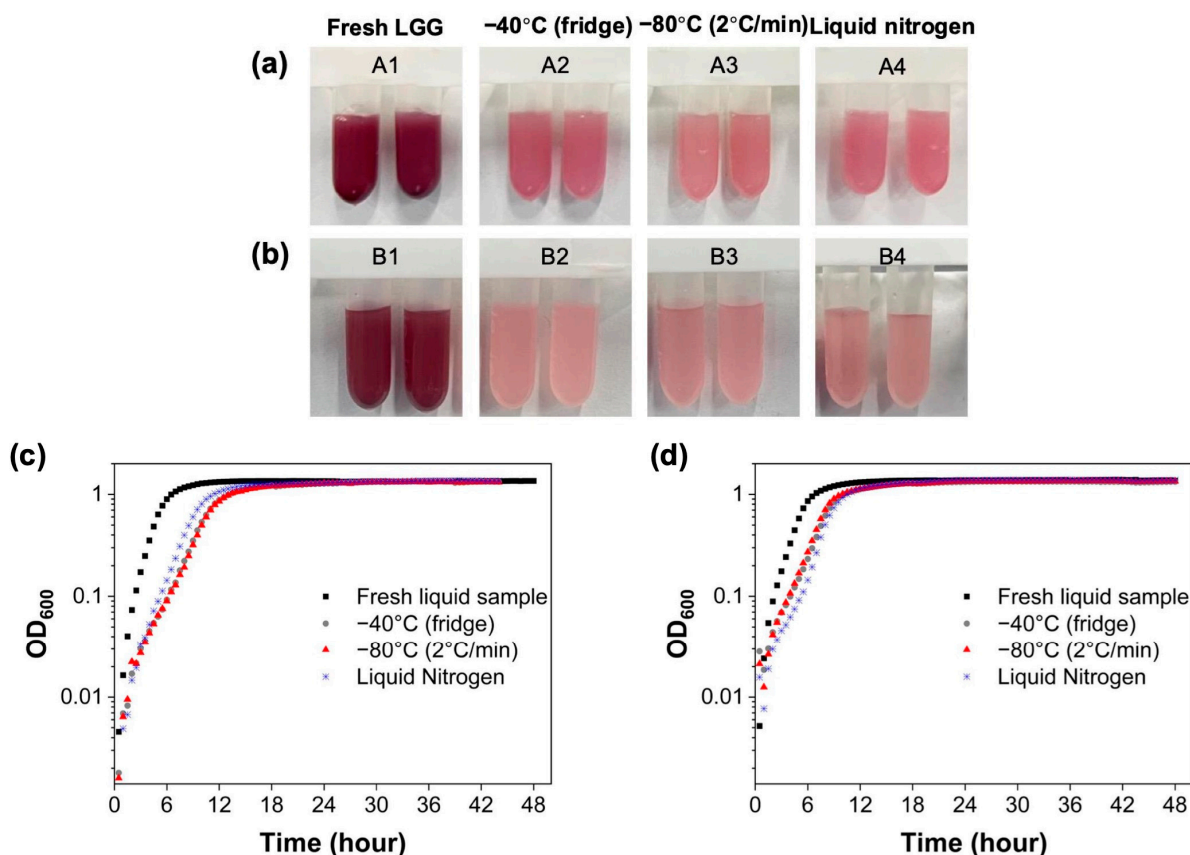 Fresh LGG −40°C (fridge) −80°C (2°C/min) Liquid nitrogen
(a)
A1 A2 A3 A4
(b)
B1 B2 B3 B4
(c)
1
0.1
0.01
OD600
0 6 12 18 24 30 36 42 48
Time (hour)
Fresh liquid sample
−40°C (fridge)
−80°C (2°C/min)
Liquid Nitrogen
(d)
1
0.1
0.01
OD600
0 6 12 18 24 30 36 42 48
Time (hour)
Fresh liquid sample
−40°C (fridge)
−80°C (2°C/min)
Liquid Nitrogen